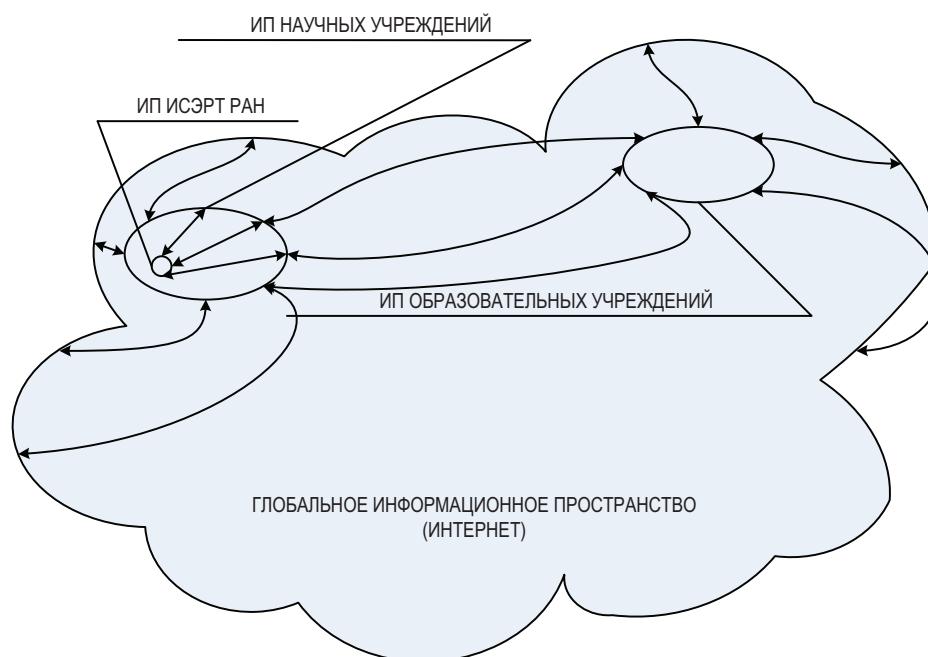 ИП НАУЧНЫХ УЧРЕЖДЕНИЙ
ИП ИСЭРТ РАН
ИП ОБРАЗОВАТЕЛЬНЫХ УЧРЕЖДЕНИЙ
ГЛОБАЛЬНОЕ ИНФОРМАЦИОННОЕ ПРОСТРАНСТВО
(ИНТЕРНЕТ)